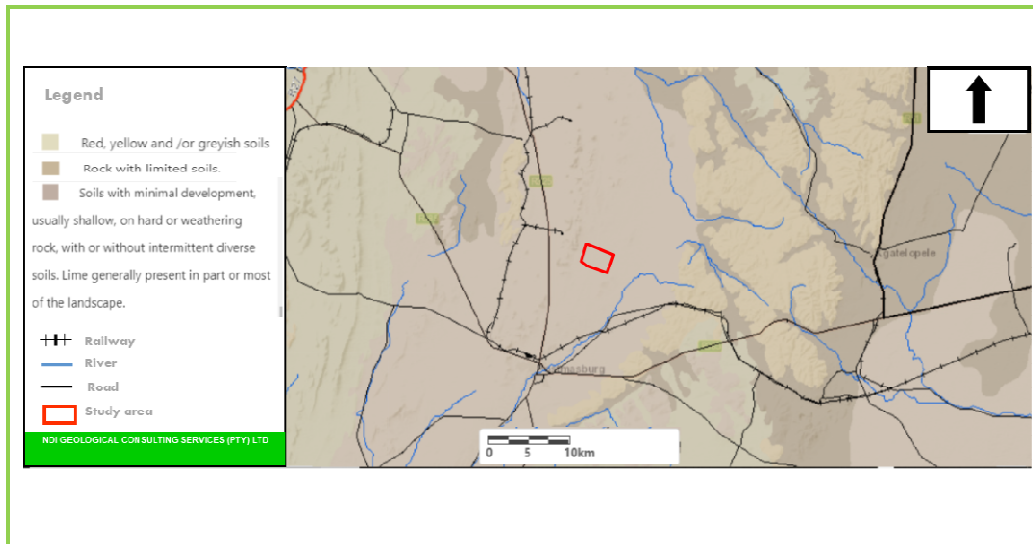 Legend
Red, yellow and /or greyish soils
Rock with limited soils.
Soils with minimal development,
usually shallow, on hard or weathering
rock, with or without intermittent diverse
soils. Lime generally present in part or most
of the landscape.
Railway
River
Road
Study area
NDI GEOLOGICAL CONSULTING SERVICES (PTY) LTD
0 5 10km